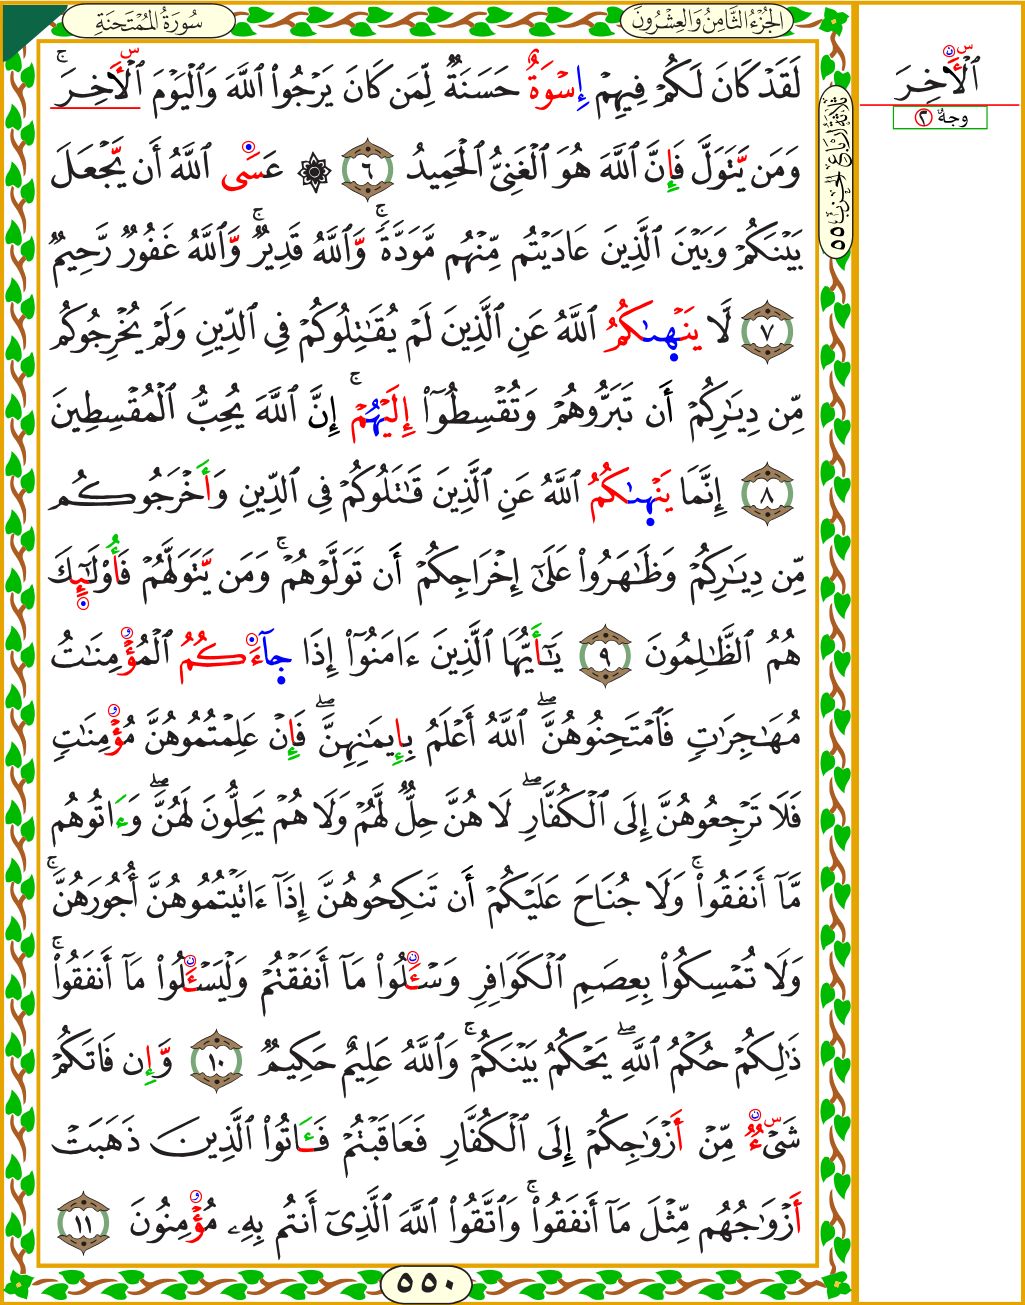 سُورَةُ المُمْتَحَنَةِ
الجُزْءُ الثَّامِنُ وَالعِشْرُونَ
لَقَدْ كَانَ لَكُمْ فِيهِمْ إِسْوَةٌ حَسَنَةٌ لِّمَن كَانَ يَرْجُوا۟ ٱللَّهَ وَٱلْيَوْمَ ٱلْأَخِرَ ۚ
وَمَن يَتَوَلَّ فَإِنَّ ٱللَّهَ هُوَ ٱلْغَنِىُّ ٱلْحَمِيدُ ٦ ۞ عَسَى ٱللَّهُ أَن يَجْعَلَ
بَيْنَكُمْ وَبَيْنَ ٱلَّذِينَ عَادَيْتُم مِّنْهُم مَّوَدَّةً ۚ وَٱللَّهُ قَدِيرٌ ۚ وَٱللَّهُ غَفُورٌ رَّحِيمٌ
٧ لَّا يَنْهَىٰكُمُ ٱللَّهُ عَنِ ٱلَّذِينَ لَمْ يُقَـٰتِلُوكُمْ فِى ٱلدِّينِ وَلَمْ يُخْرِجُوكُم
مِّن دِيَـٰرِكُمْ أَن تَبَرُّوهُمْ وَتُقْسِطُوٓا۟ إِلَيْهُمْ ۚ إِنَّ ٱللَّهَ يُحِبُّ ٱلْمُقْسِطِينَ
٨ إِنَّمَا يَنْهَىٰكُمُ ٱللَّهُ عَنِ ٱلَّذِينَ قَـٰتَلُوكُمْ فِى ٱلدِّينِ وَأَخْرَجُوكُم
مِّن دِيَـٰرِكُمْ وَظَـٰهَرُوا۟ عَلَىٰٓ إِخْرَاجِكُمْ أَن تَوَلَّوْهُمْ ۚ وَمَن يَتَوَلَّهُمْ فَأُو۟لَـٰٓئِكَ
هُمُ ٱلظَّـٰلِمُونَ ٩ يَـٰٓأَيُّهَا ٱلَّذِينَ ءَامَنُوٓا۟ إِذَا جَآءَكُمُ ٱلْمُؤْمِنَـٰتُ
مُهَـٰجِرَٰتٍ فَٱمْتَحِنُوهُنَّ ۖ ٱللَّهُ أَعْلَمُ بِإِيمَـٰنِهِنَّ ۖ فَإِنْ عَلِمْتُمُوهُنَّ مُؤْمِنَـٰتٍ
فَلَا تَرْجِعُوهُنَّ إِلَى ٱلْكُفَّارِ ۖ لَا هُنَّ حِلٌّ لَّهُمْ وَلَا هُمْ يَحِلُّونَ لَهُنَّ ۖ وَءَاتُوهُم
مَّآ أَنفَقُوا۟ ۚ وَلَا جُنَاحَ عَلَيْكُمْ أَن تَنكِحُوهُنَّ إِذَآ ءَاتَيْتُمُوهُنَّ أُجُورَهُنَّ ۚ
وَلَا تُمْسِكُوا۟ بِعِصَمِ ٱلْكَوَافِرِ وَسْـَٔلُوا۟ مَآ أَنفَقْتُمْ وَلْيَسْـَٔلُوا۟ مَآ أَنفَقُوا۟ ۚ
ذَٰلِكُمْ حُكْمُ ٱللَّهِ ۖ يَحْكُمُ بَيْنَكُمْ ۚ وَٱللَّهُ عَلِيمٌ حَكِيمٌ ١٠ وَإِن فَاتَكُمْ
شَىْءٌ مِّنْ أَزْوَٰجِكُمْ إِلَى ٱلْكُفَّارِ فَعَاقَبْتُمْ فَـَٔاتُوا۟ ٱلَّذِينَ ذَهَبَتْ
أَزْوَٰجُهُم مِّثْلَ مَآ أَنفَقُوا۟ ۚ وَٱتَّقُوا۟ ٱللَّهَ ٱلَّذِىٓ أَنتُم بِهِۦ مُؤْمِنُونَ ١١
٥٥٠
ثلاثة أرباع الحزب ٥٥
ٱلْأَخِرَ
وجهٌ ٢